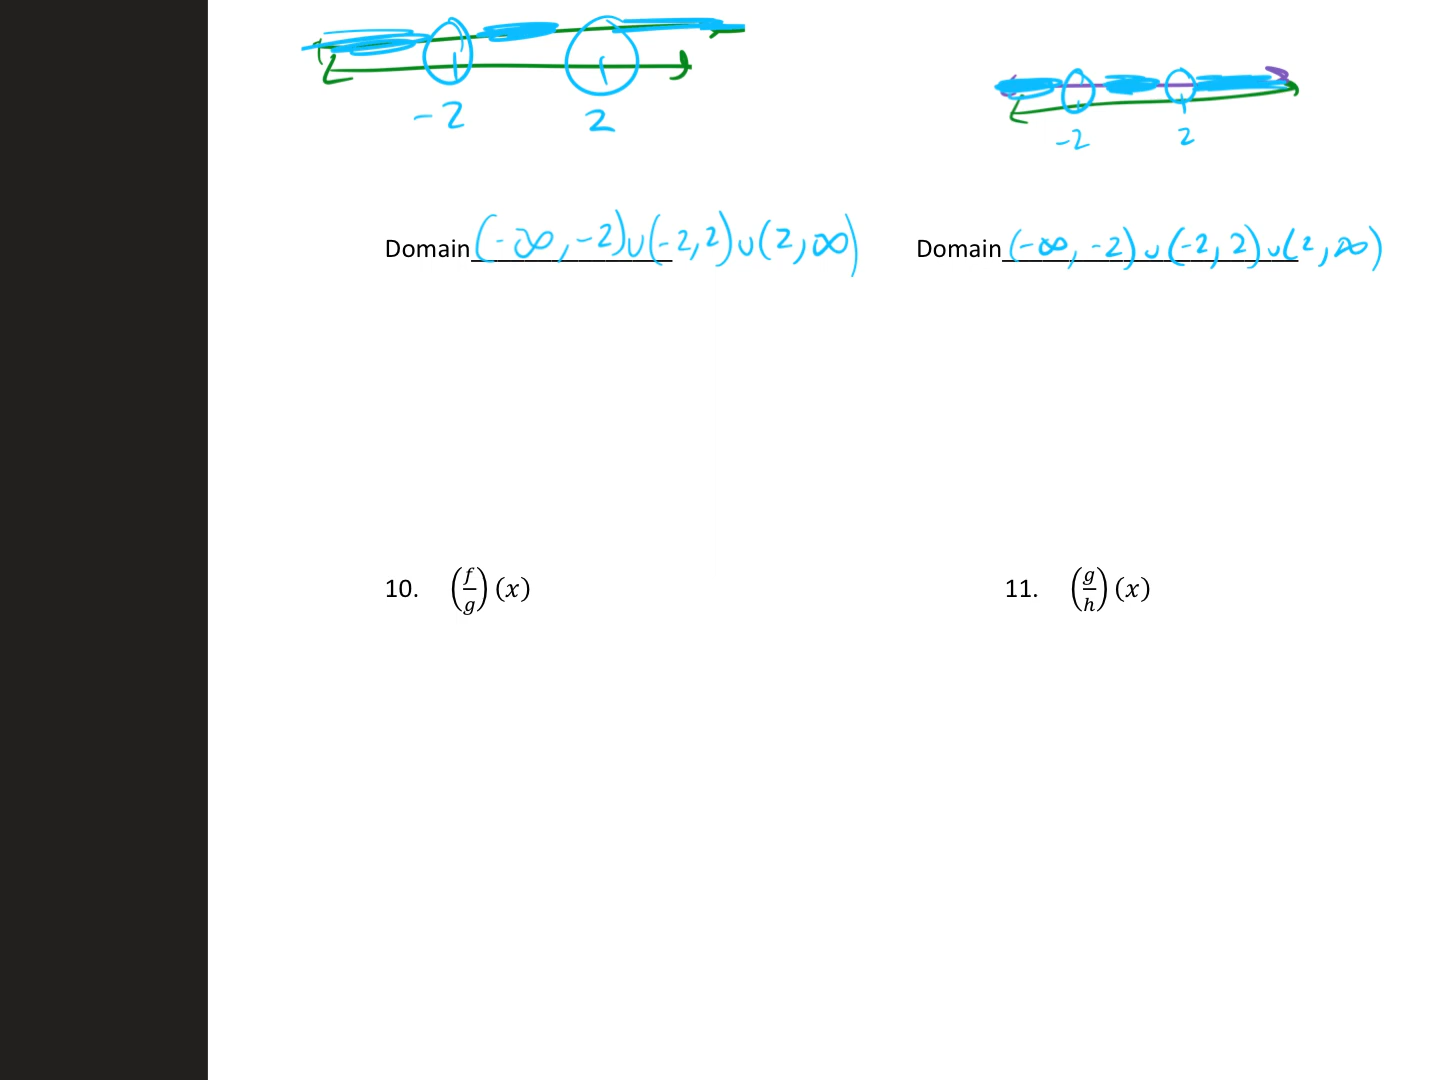 -2 2 -2 2
Domain (-∞, -2) ∪ (-2, 2) ∪ (2, ∞) Domain (-∞, -2) ∪ (-2, 2) ∪ (2, ∞)
10. (f/g)(x) 11. (g/h)(x)